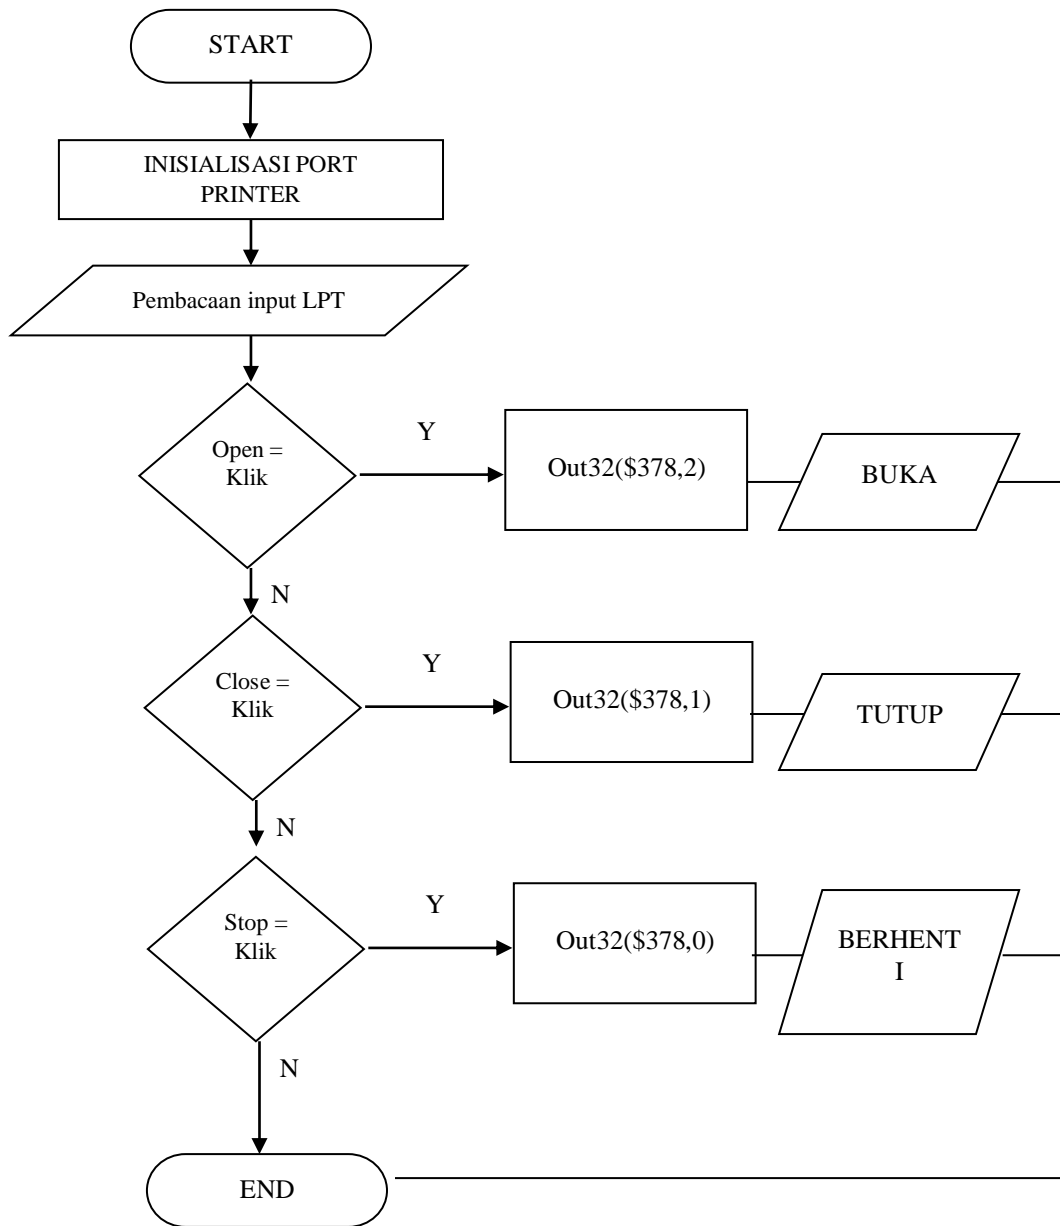 START
INISIALISASI PORT
PRINTER
Pembacaan input LPT
Open =
Klik
Y
Out32($378,2)
BUKA
N
Close =
Klik
Y
Out32($378,1)
TUTUP
N
Stop =
Klik
Y
Out32($378,0)
BERHENT
I
N
END